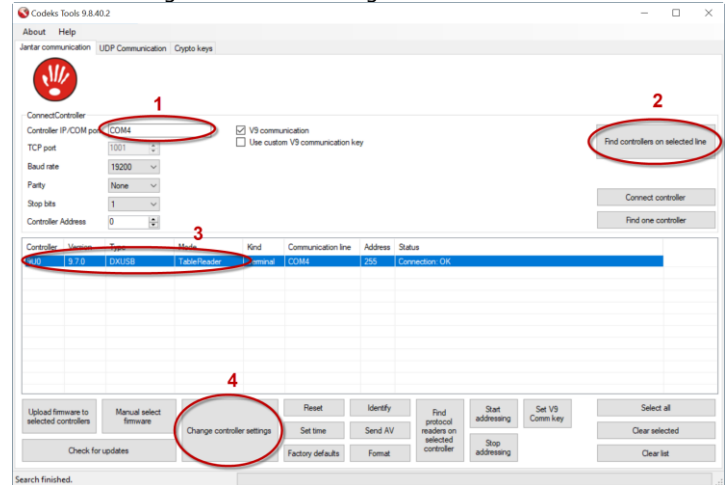 Codeks Tools 9.8.40.2
About Help
Jantar communication UDP Communication Crypto keys
1
2
ConnectController
Controller IP/COM port COM4
V9 communication
Find controllers on selected line
TCP port 1001
Use custom V9 communication key
Baud rate 19200
Parity None
Connect controller
Stop bits 1
Controller Address 0
Find one controller
3
Controller Version Type Mode Kind Communication line Address Status
9.7.0 DXUSB TableReader Terminal COM4 255 Connection: OK
4
Upload firmware to selected controllers
Manual select firmware
Change controller settings
Reset Identify
Find protocol readers on selected controller
Start addressing
Set V9 Comm key
Select all
Set time Send AV
Clear selected
Check for updates
Factory defaults Format
Stop addressing
Clear list
Search finished.